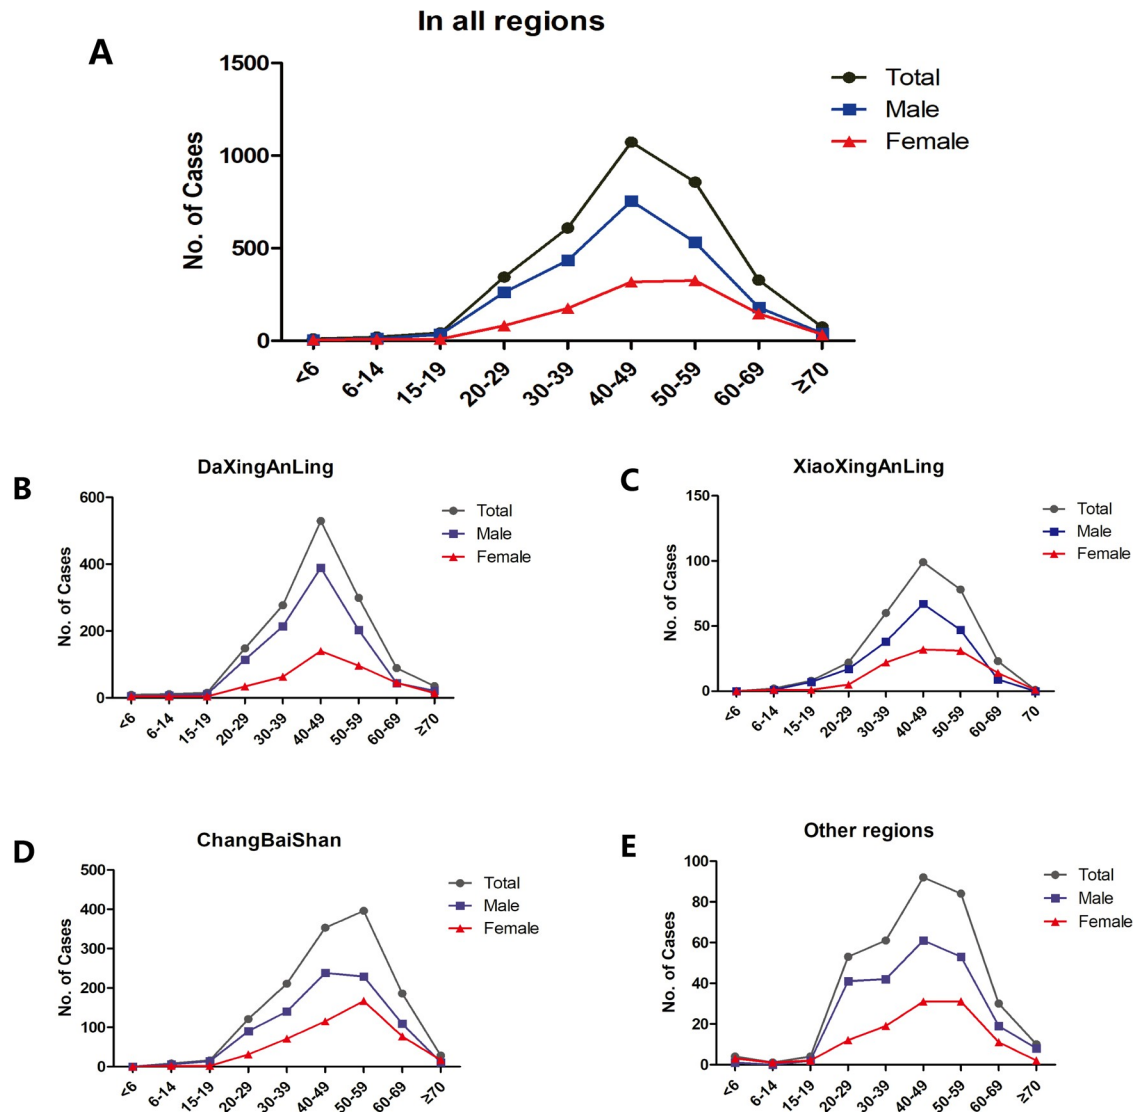 In all regions
A
1500
1000
500
0
No. of Cases
Total
Male
Female
<6
6-14
15-19
20-29
30-39
40-49
50-59
60-69
≥70
DaXingAnLing
B
600
400
200
0
No. of Cases
Total
Male
Female
<6
6-14
15-19
20-29
30-39
40-49
50-59
60-69
≥70
XiaoXingAnLing
C
150
100
50
0
No. of Cases
Total
Male
Female
<6
6-14
15-19
20-29
30-39
40-49
50-59
60-69
70
ChangBaiShan
D
500
400
300
200
100
0
No. of Cases
Total
Male
Female
<6
6-14
15-19
20-29
30-39
40-49
50-59
60-69
≥70
Other regions
E
100
80
60
40
20
0
No. of Cases
Total
Male
Female
<6
6-14
15-19
20-29
30-39
40-49
50-59
60-69
≥70